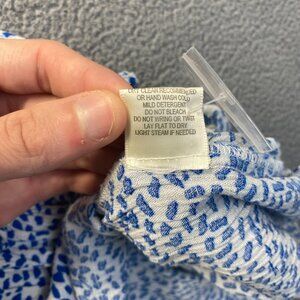 DRY CLEAN RECOMMENDED
OR HAND WASH COLD
MILD DETERGENT
DO NOT BLEACH
DO NOT WRING OR TWIST
LAY FLAT TO DRY
LIGHT STEAM IF NEEDED